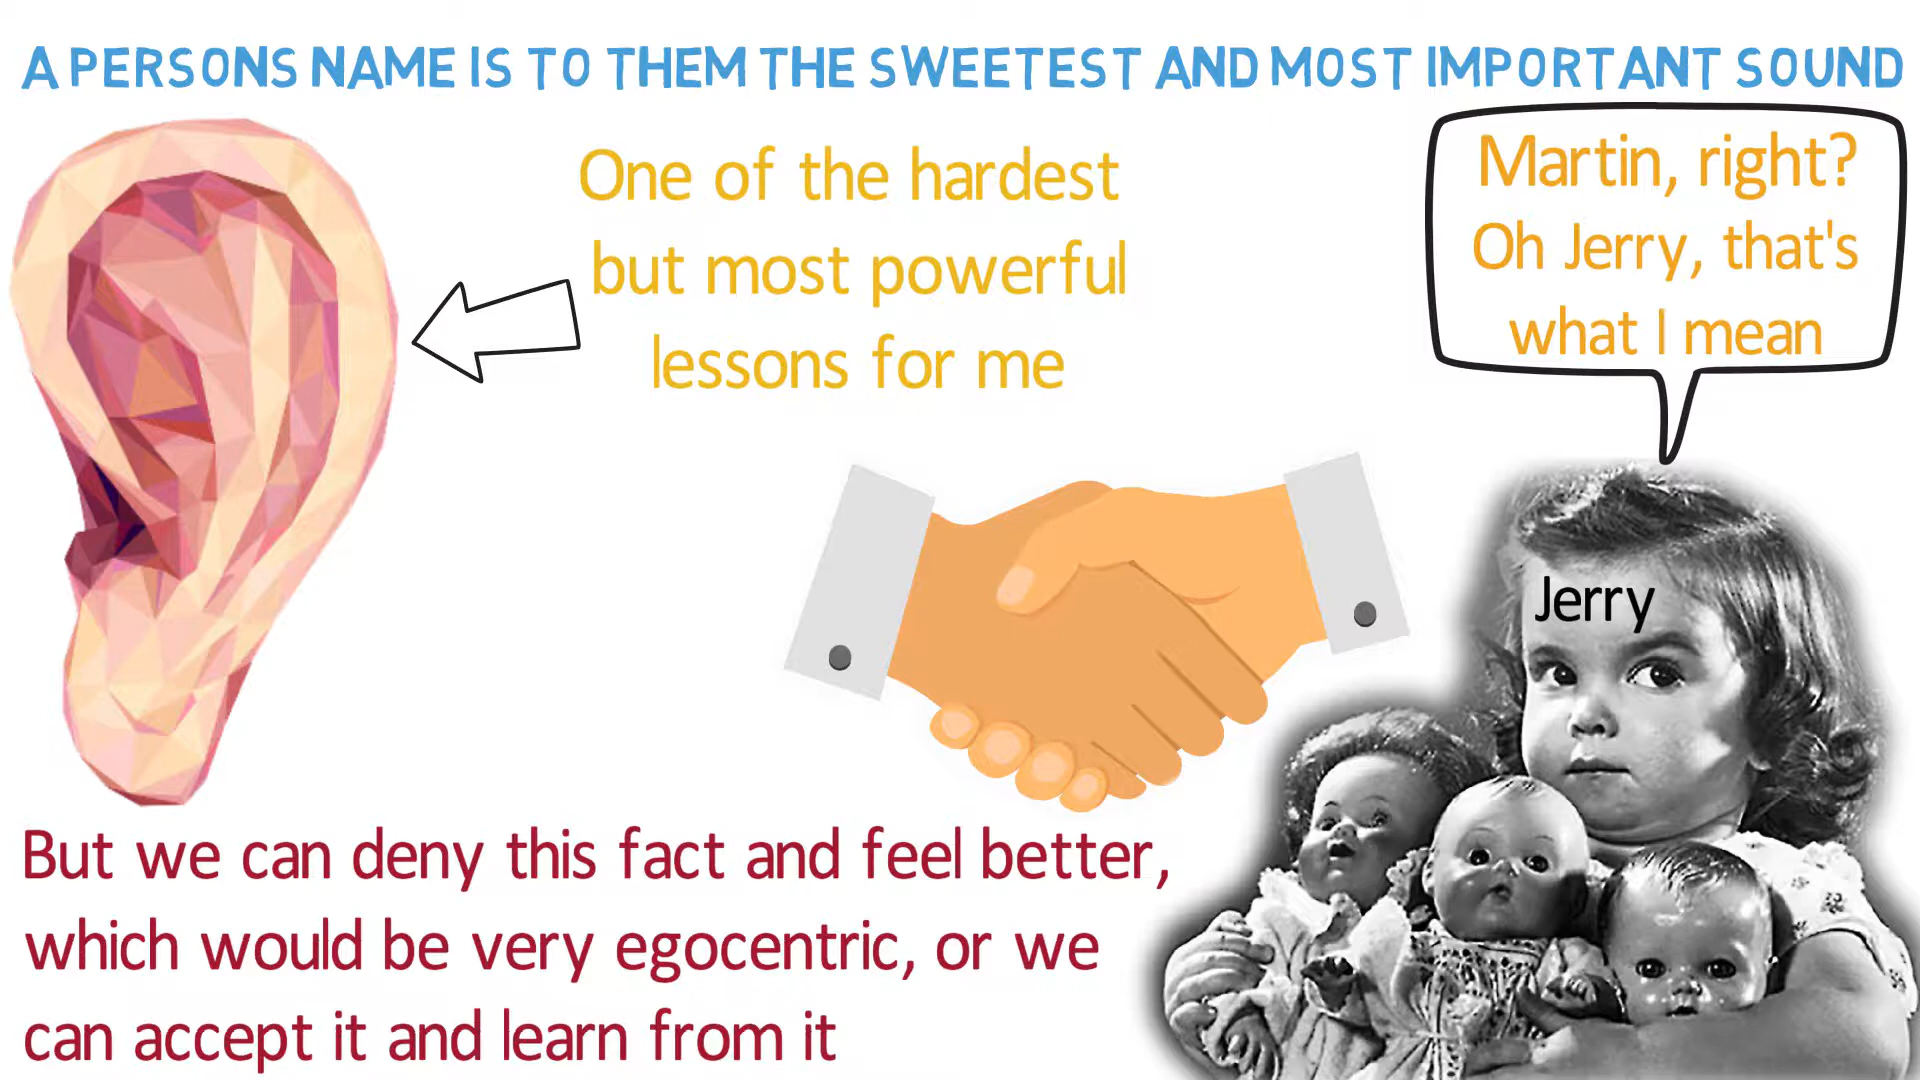 A PERSONS NAME IS TO THEM THE SWEETEST AND MOST IMPORTANT SOUND
One of the hardest
but most powerful
lessons for me
Martin, right?
Oh Jerry, that's
what I mean
Jerry
But we can deny this fact and feel better,
which would be very egocentric, or we
can accept it and learn from it